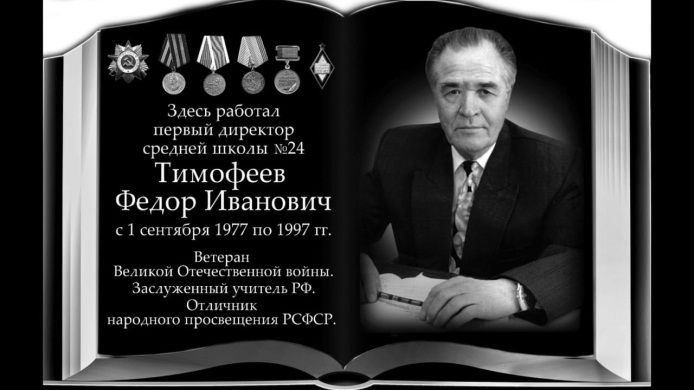 Здесь работал
первый директор
средней школы №24
Тимофеев
Федор Иванович
с 1 сентября 1977 по 1997 гг.
Ветеран
Великой Отечественной войны.
Заслуженный учитель РФ.
Отличник
народного просвещения РСФСР.